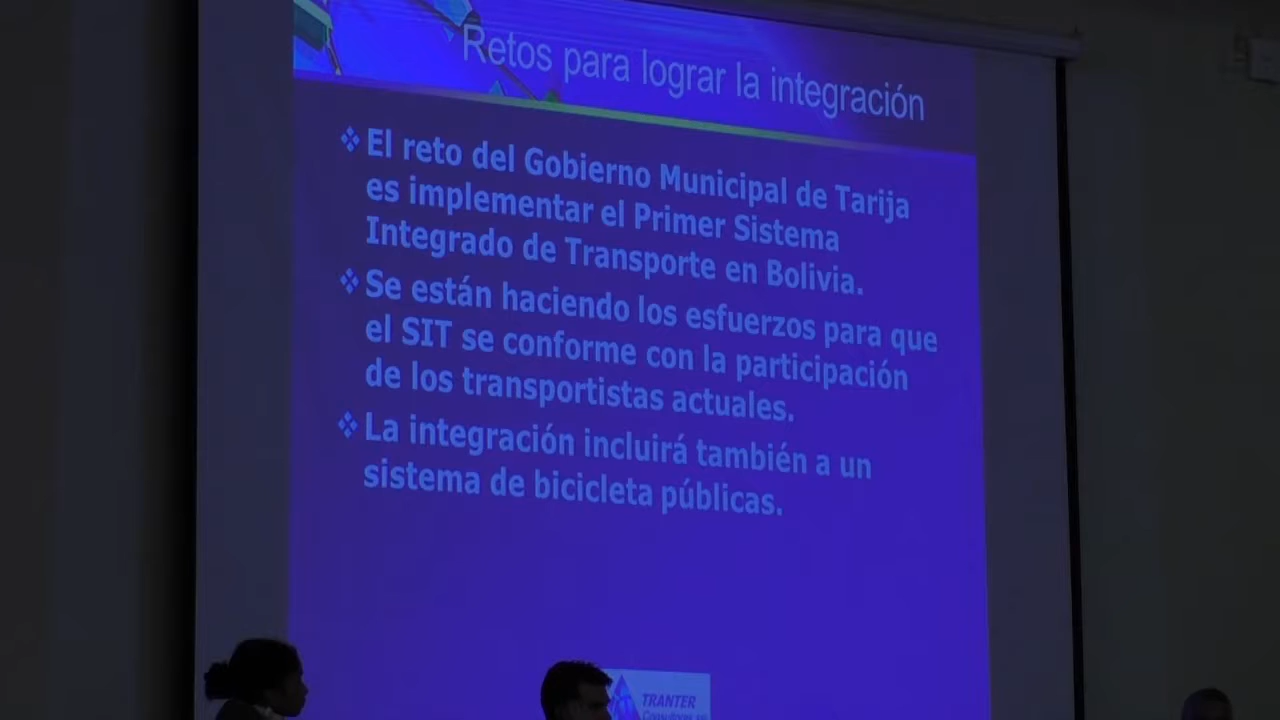 Retos para lograr la integración
El reto del Gobierno Municipal de Tarija
es implementar el Primer Sistema
Integrado de Transporte en Bolivia.
Se están haciendo los esfuerzos para que
el SIT se conforme con la participación
de los transportistas actuales.
La integración incluirá también a un
sistema de bicicleta públicas.
TRANTER